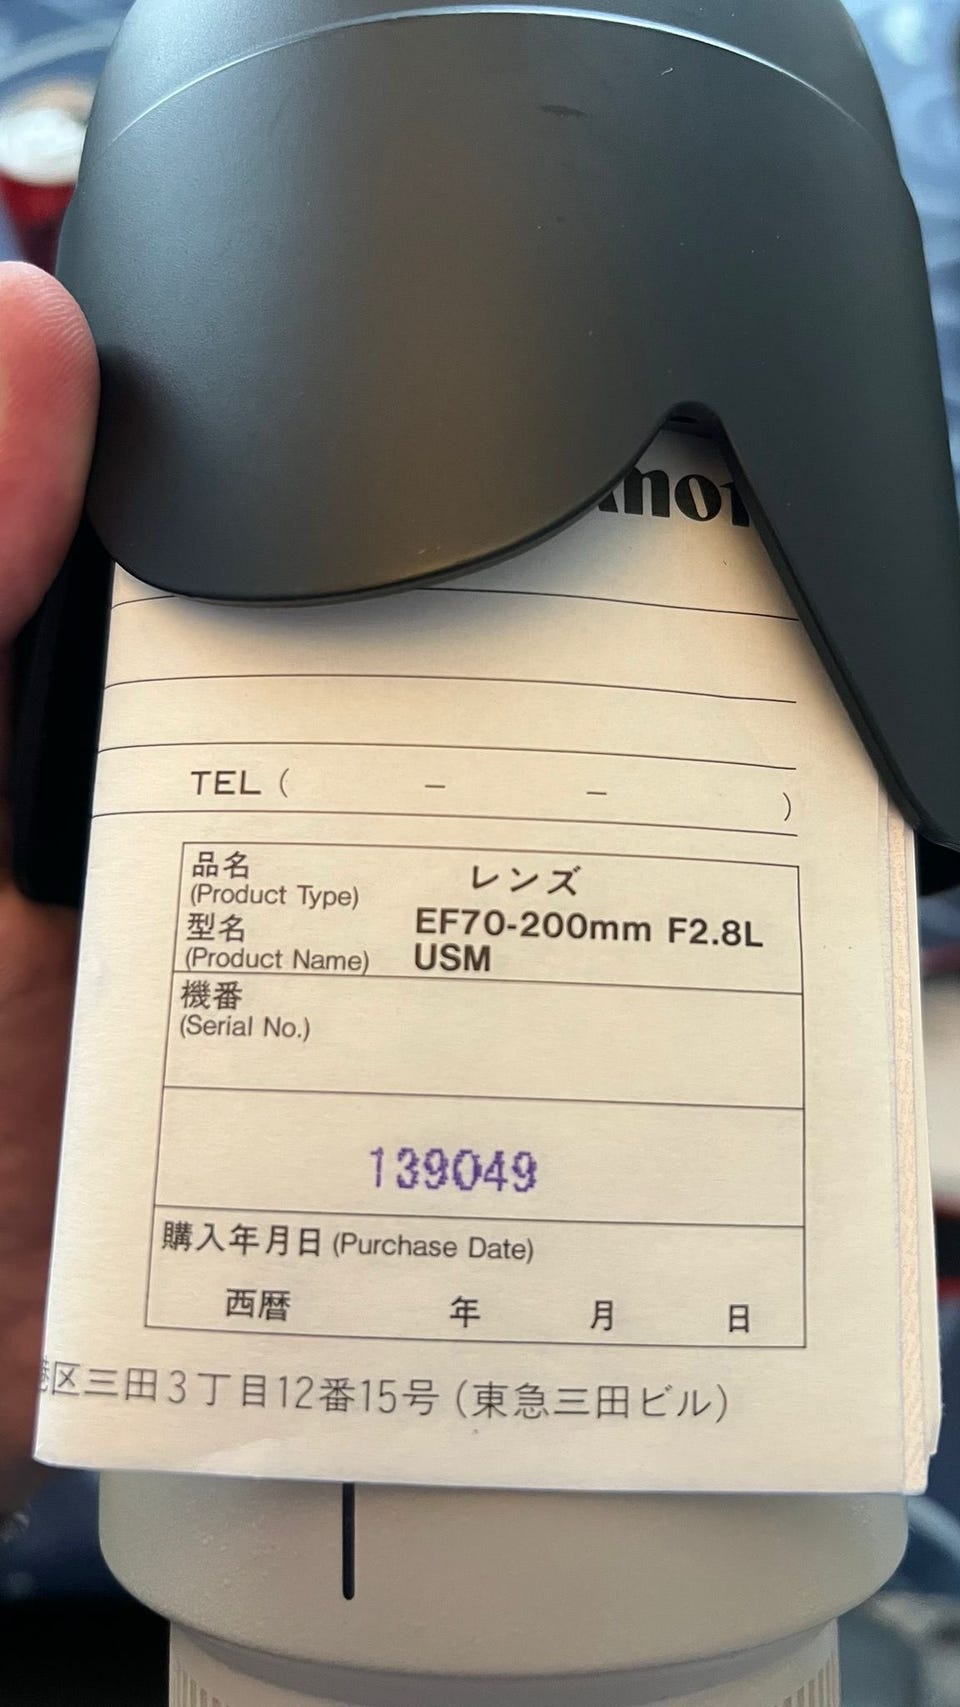 anon
TEL ( – – )
品名 レンズ
(Product Type)
型名 EF70-200mm F2.8L
(Product Name) USM
機番
(Serial No.)
139049
購入年月日 (Purchase Date)
西暦 年 月 日
区三田3丁目12番15号 (東急三田ビル)